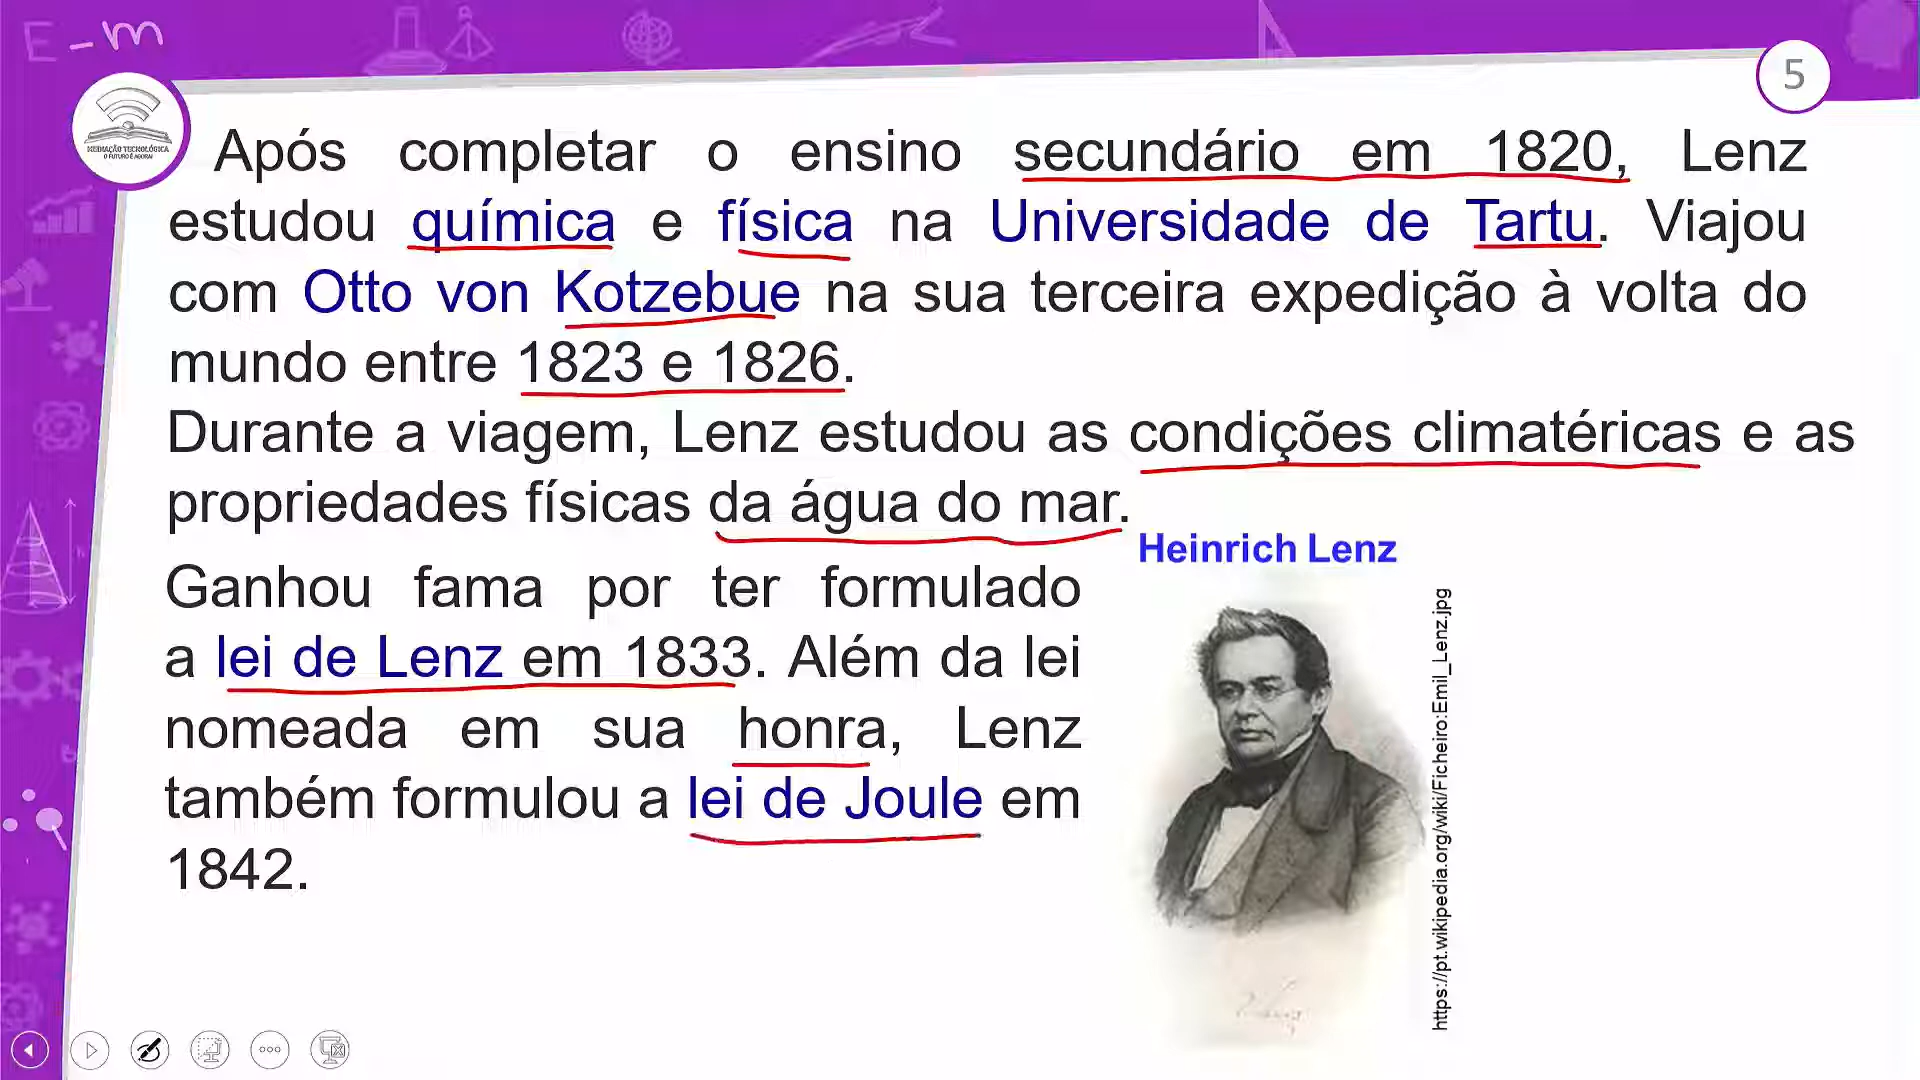 E-m
5
MEDIAÇÃO TECNOLÓGICA
O FUTURO É AGORA!
Após completar o ensino secundário em 1820, Lenz
estudou química e física na Universidade de Tartu. Viajou
com Otto von Kotzebue na sua terceira expedição à volta do
mundo entre 1823 e 1826.
Durante a viagem, Lenz estudou as condições climatéricas e as
propriedades físicas da água do mar.
Ganhou fama por ter formulado
a lei de Lenz em 1833. Além da lei
nomeada em sua honra, Lenz
também formulou a lei de Joule em
1842.
Heinrich Lenz
https://pt.wikipedia.org/wiki/Ficheiro:Emil_Lenz.jpg